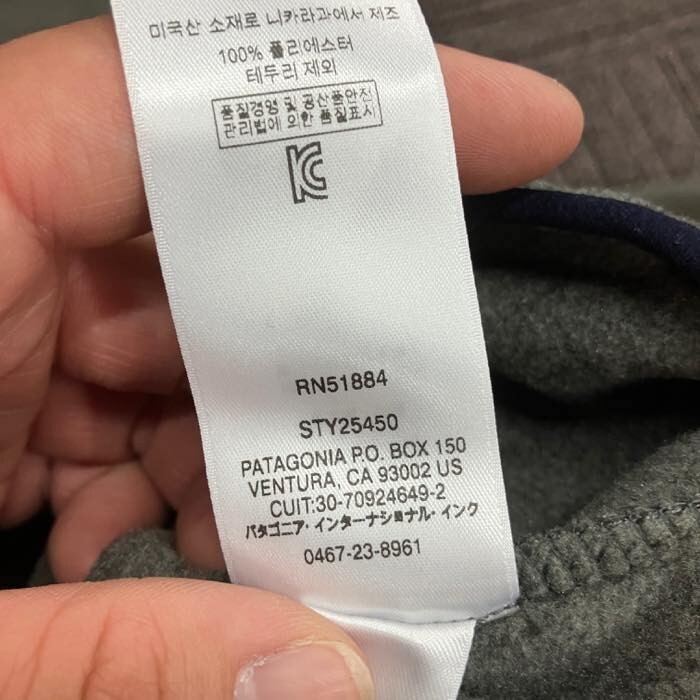 미국산 소재로 니카라과에서 제조
100% 폴리에스터
테두리 제외
품질경영 및 공산품안전
관리법에 의한 품질표시
KC
RN51884
STY25450
PATAGONIA P.O. BOX 150
VENTURA, CA 93002 US
CUIT:30-70924649-2
パタゴニア・インターナショナル・インク
0467-23-8961